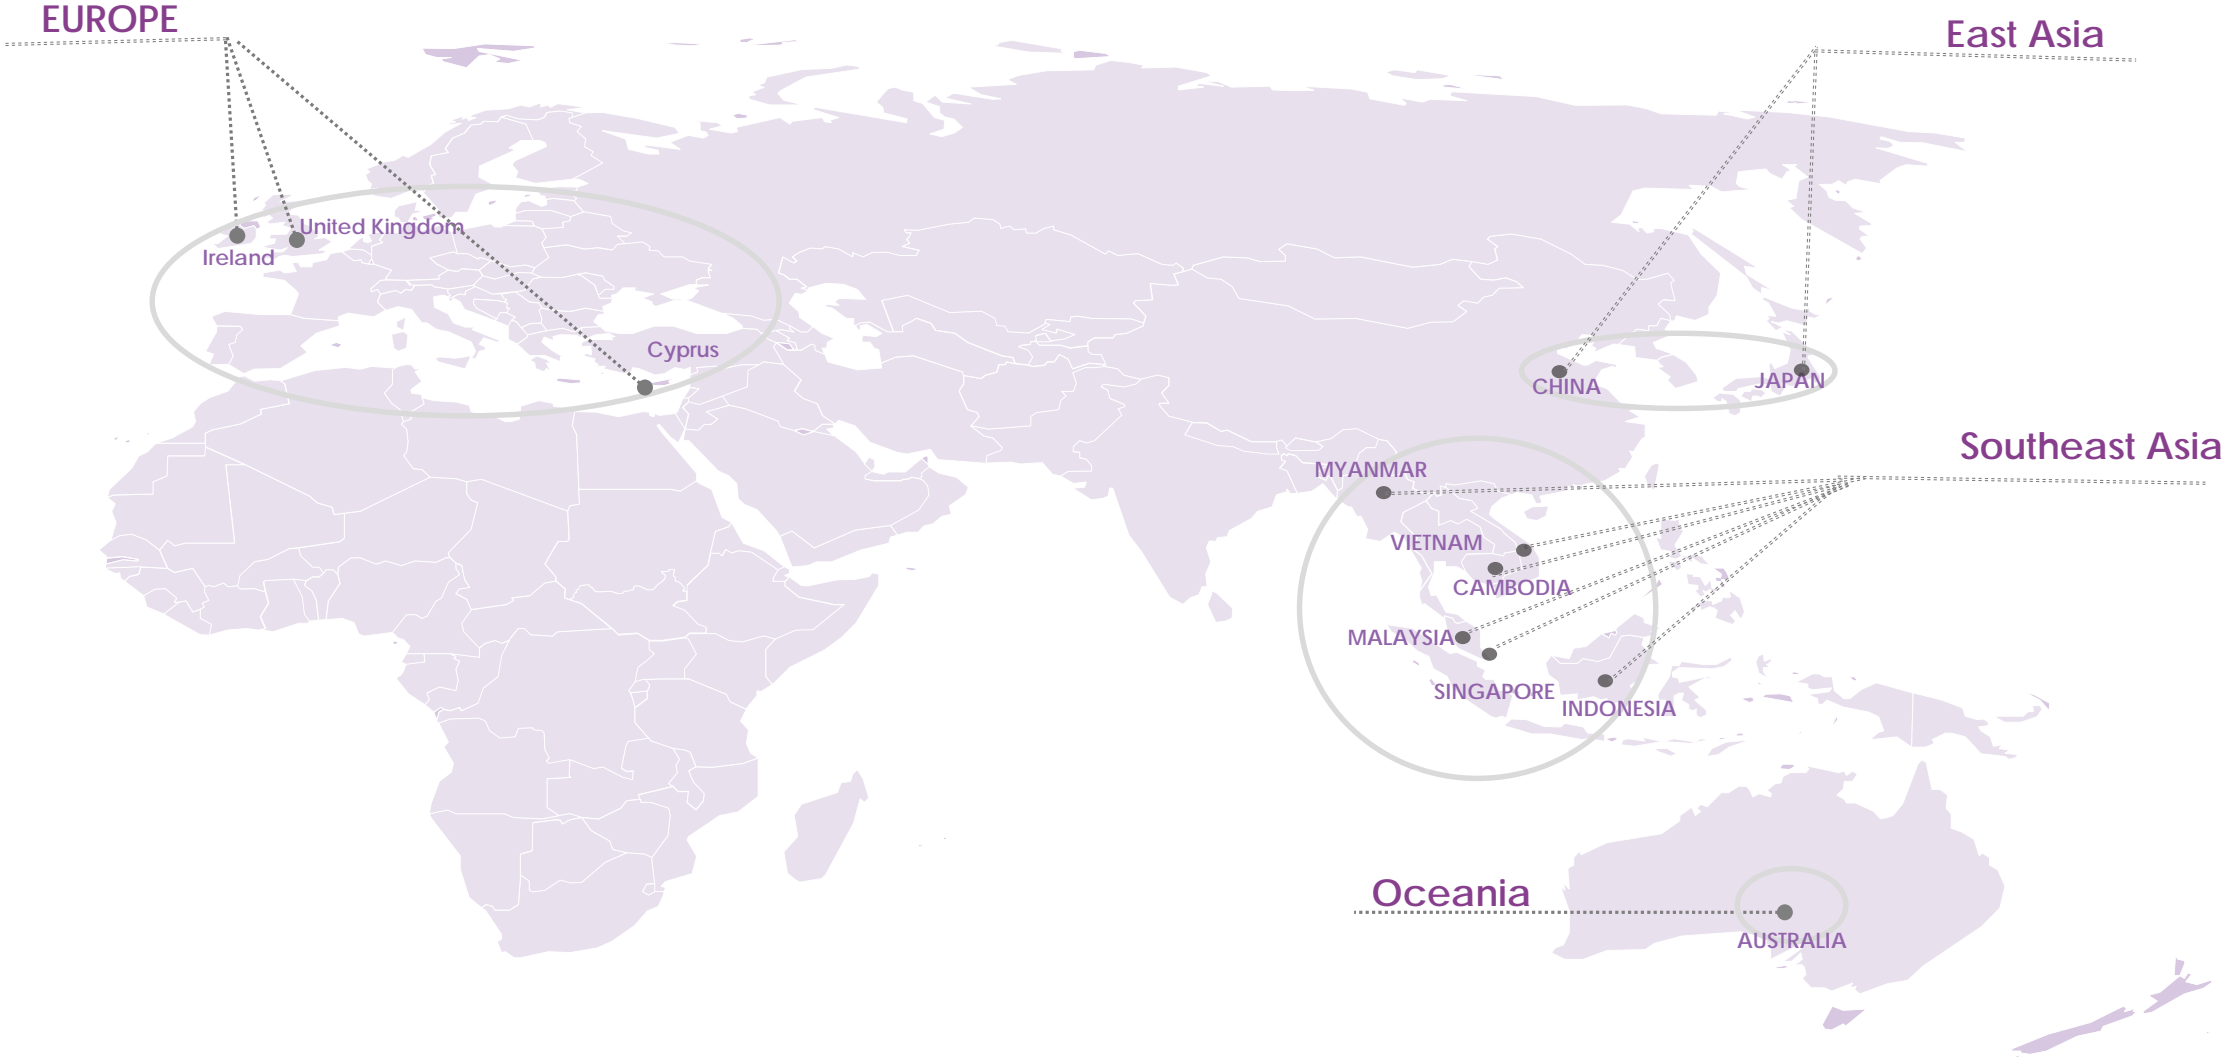 EUROPE
East Asia
United Kingdom
Ireland
Cyprus
CHINA
JAPAN
Southeast Asia
MYANMAR
VIETNAM
CAMBODIA
MALAYSIA
SINGAPORE
INDONESIA
Oceania
AUSTRALIA